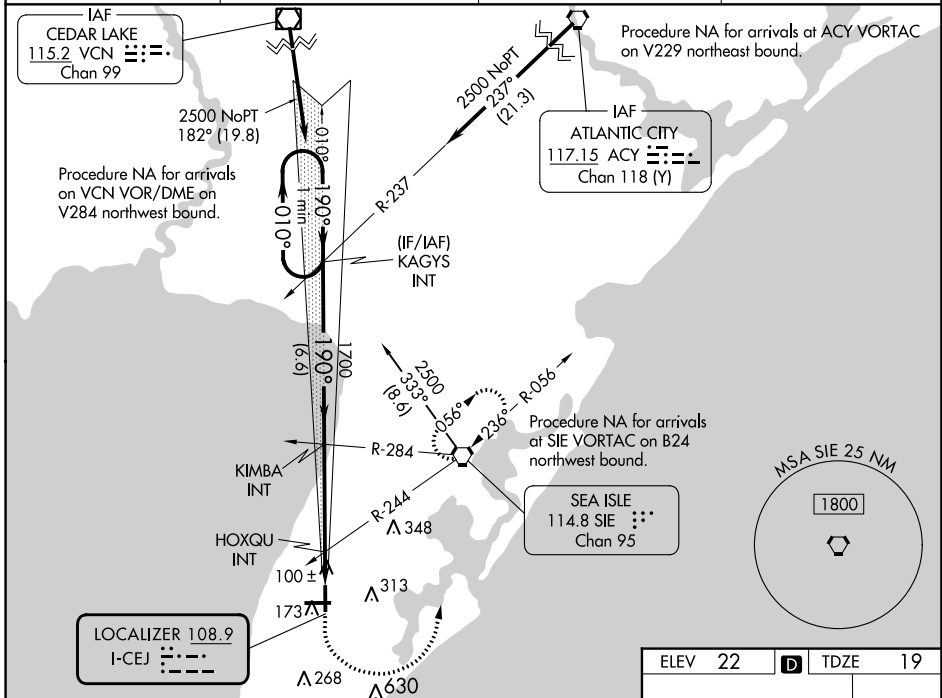 IAF
CEDAR LAKE
115.2 VCN
Chan 99
2500 NoPT
182° (19.8)
Procedure NA for arrivals
on VCN VOR/DME on
V284 northwest bound.
Procedure NA for arrivals at ACY VORTAC
on V229 northeast bound.
2500 NoPT
237°
(21.3)
IAF
ATLANTIC CITY
117.15 ACY
Chan 118 (Y)
010°
190°
1 min
010°
R-237
(IF/IAF)
KAGYS
INT
1700
190°
(6.6)
2500
333°
(8.6)
056°
236°
R-056
Procedure NA for arrivals
at SIE VORTAC on B24
northwest bound.
R-284
KIMBA
INT
R-244
SEA ISLE
114.8 SIE
Chan 95
348
HOXQU
INT
100 ±
313
173
LOCALIZER 108.9
I-CEJ
268
630
MSA SIE 25 NM
1800
ELEV 22 D TDZE 19